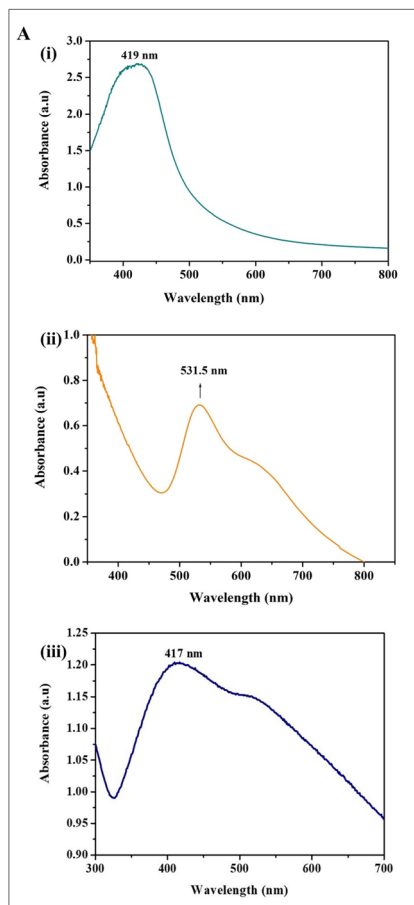 A
(i)
419 nm
3.0
2.5
2.0
1.5
1.0
0.5
0.0
Absorbance (a.u)
400 500 600 700 800
Wavelength (nm)
(ii)
531.5 nm
1.0
0.8
0.6
0.4
0.2
0.0
Absorbance (a.u)
400 500 600 700 800
Wavelength (nm)
(iii)
417 nm
1.25
1.20
1.15
1.10
1.05
1.00
0.95
0.90
Absorbance (a.u)
300 400 500 600 700
Wavelength (nm)